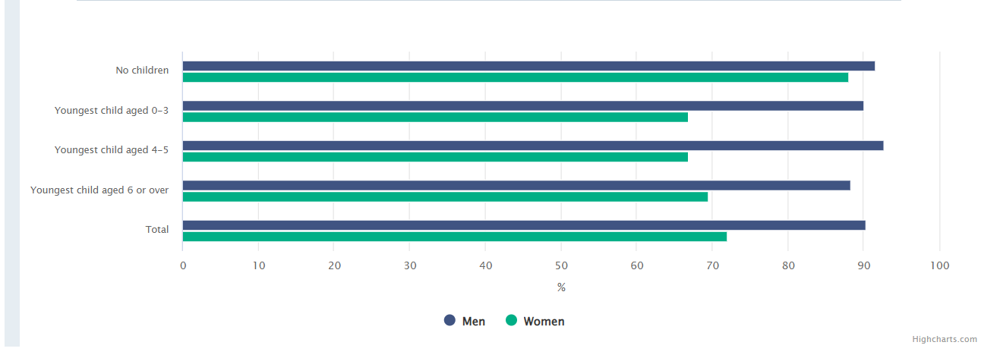 No children
Youngest child aged 0–3
Youngest child aged 4–5
Youngest child aged 6 or over
Total
0 10 20 30 40 50 60 70 80 90 100
%
Men Women
Highcharts.com